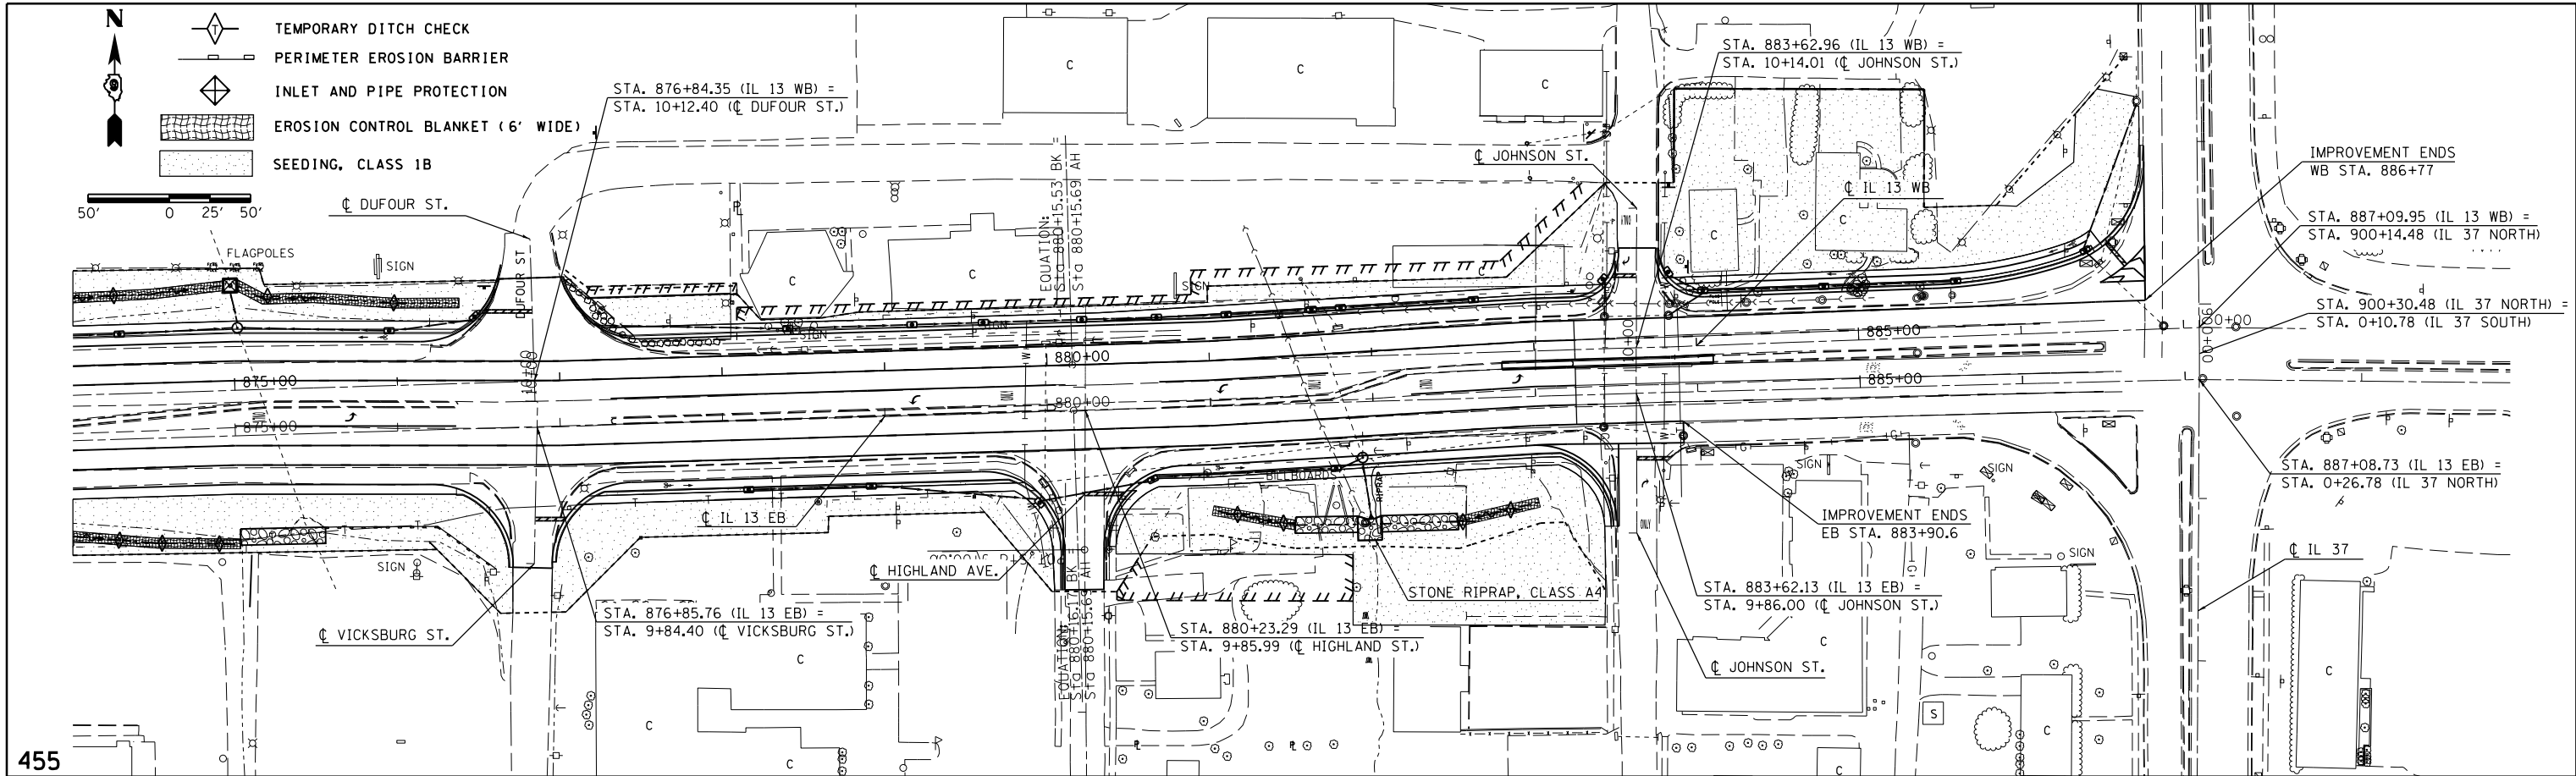 N
T
TEMPORARY DITCH CHECK
PERIMETER EROSION BARRIER
INLET AND PIPE PROTECTION
EROSION CONTROL BLANKET (6' WIDE)
SEEDING, CLASS 1B
50' 0 25' 50'
STA. 876+84.35 (IL 13 WB) =
STA. 10+12.40 (℄ DUFOUR ST.)
STA. 883+62.96 (IL 13 WB) =
STA. 10+14.01 (℄ JOHNSON ST.)
℄ DUFOUR ST.
℄ JOHNSON ST.
℄ IL 13 WB
IMPROVEMENT ENDS
WB STA. 886+77
STA. 887+09.95 (IL 13 WB) =
STA. 900+14.48 (IL 37 NORTH)
STA. 900+30.48 (IL 37 NORTH) =
STA. 0+10.78 (IL 37 SOUTH)
FLAGPOLES
SIGN
DUFOUR ST.
EQUATION:
Sta 880+15.53 BK =
Sta 880+15.69 AH
C
C
C
C
C
C
C
C
SIGN
SIGN
SIGN
875+00
875+00
10+00
880+00
880+00
10+00
885+00
885+00
900+00
STA. 887+08.73 (IL 13 EB) =
STA. 0+26.78 (IL 37 NORTH)
BILLBOARDS
RIPRAP
SIGN
SIGN
ONLY
℄ IL 13 EB
IMPROVEMENT ENDS
EB STA. 883+90.6
℄ HIGHLAND AVE.
SIGN
SIGN
℄ IL 37
STONE RIPRAP, CLASS A4
STA. 883+62.13 (IL 13 EB) =
STA. 9+86.00 (℄ JOHNSON ST.)
STA. 876+85.76 (IL 13 EB) =
STA. 9+84.40 (℄ VICKSBURG ST.)
℄ VICKSBURG ST.
STA. 880+23.29 (IL 13 EB) =
STA. 9+85.99 (℄ HIGHLAND ST.)
EQUATION:
Sta 880+16.17 BK =
Sta 880+15.69 AH
℄ JOHNSON ST.
C
C
C
C
C
C
C
S
455